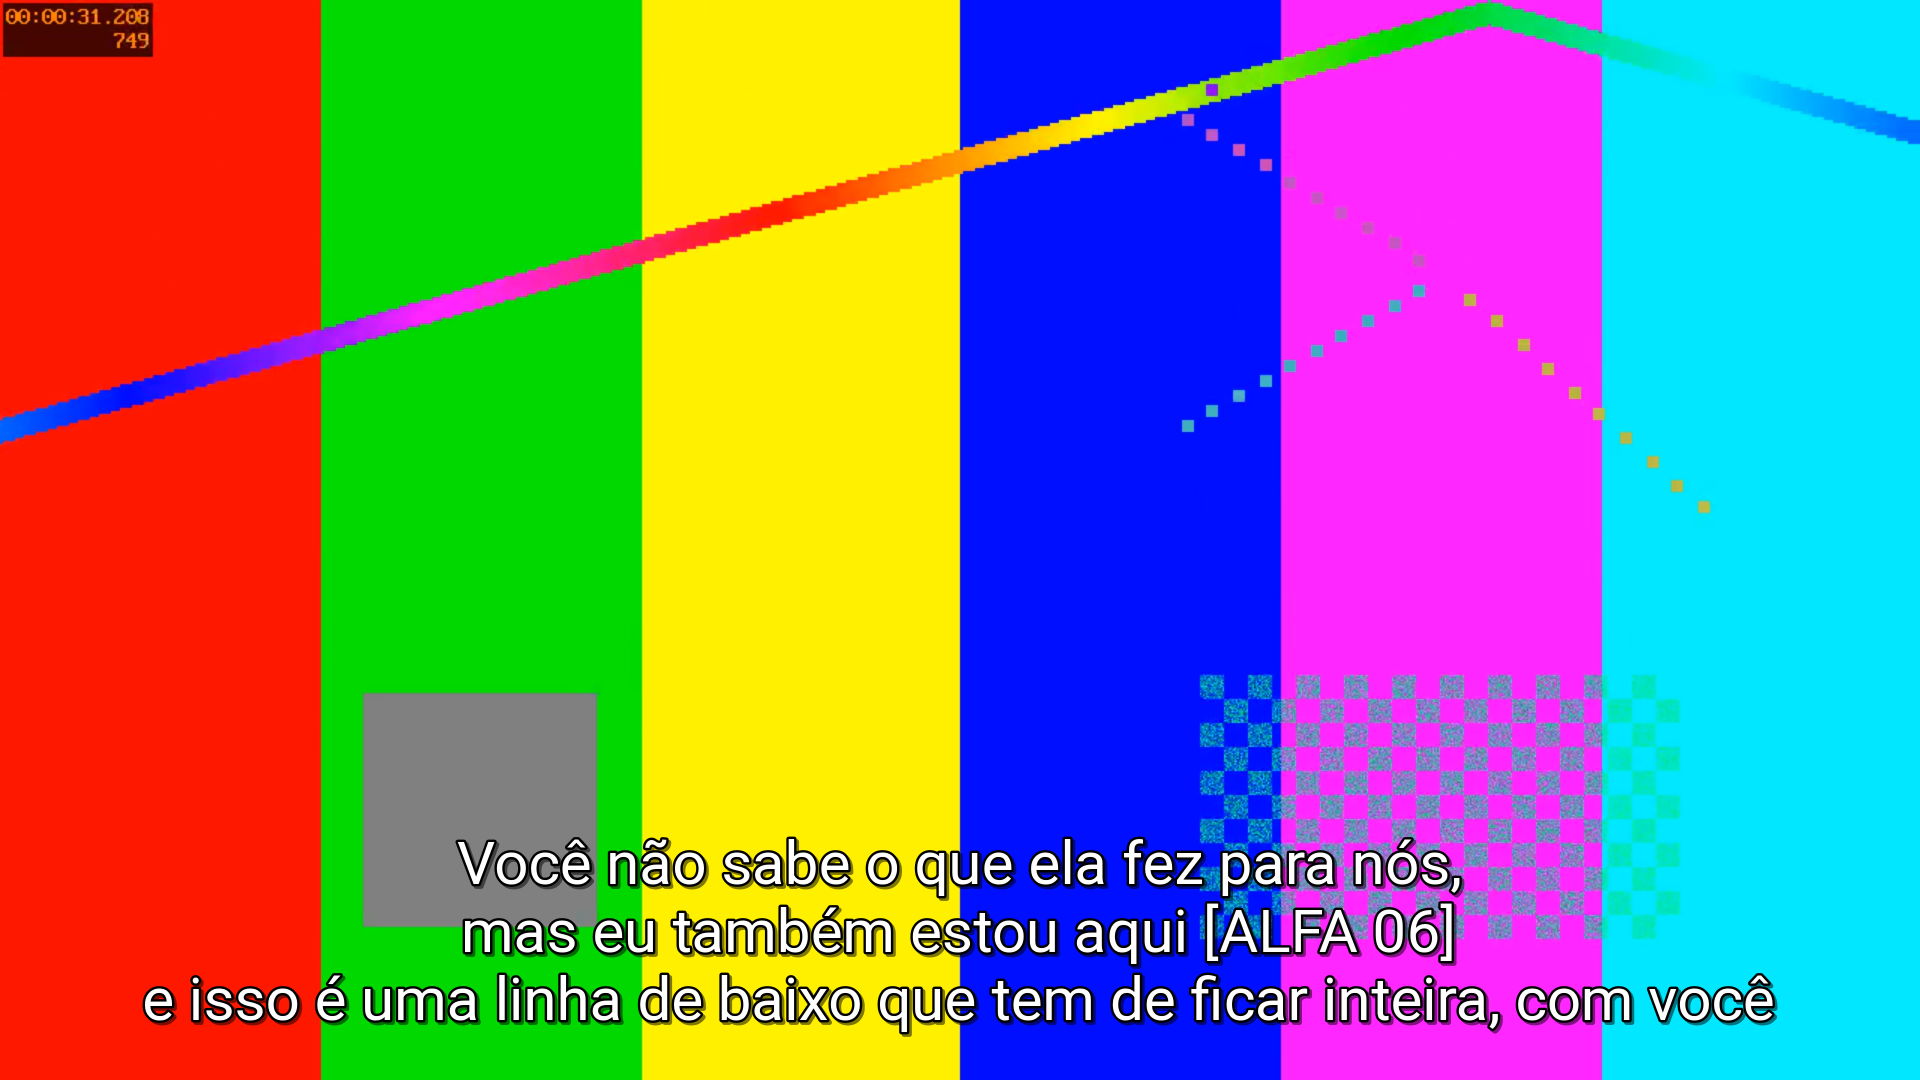 00:00:31.208
749
Você não sabe o que ela fez para nós,
mas eu também estou aqui [ALFA 06]
e isso é uma linha de baixo que tem de ficar inteira, com você